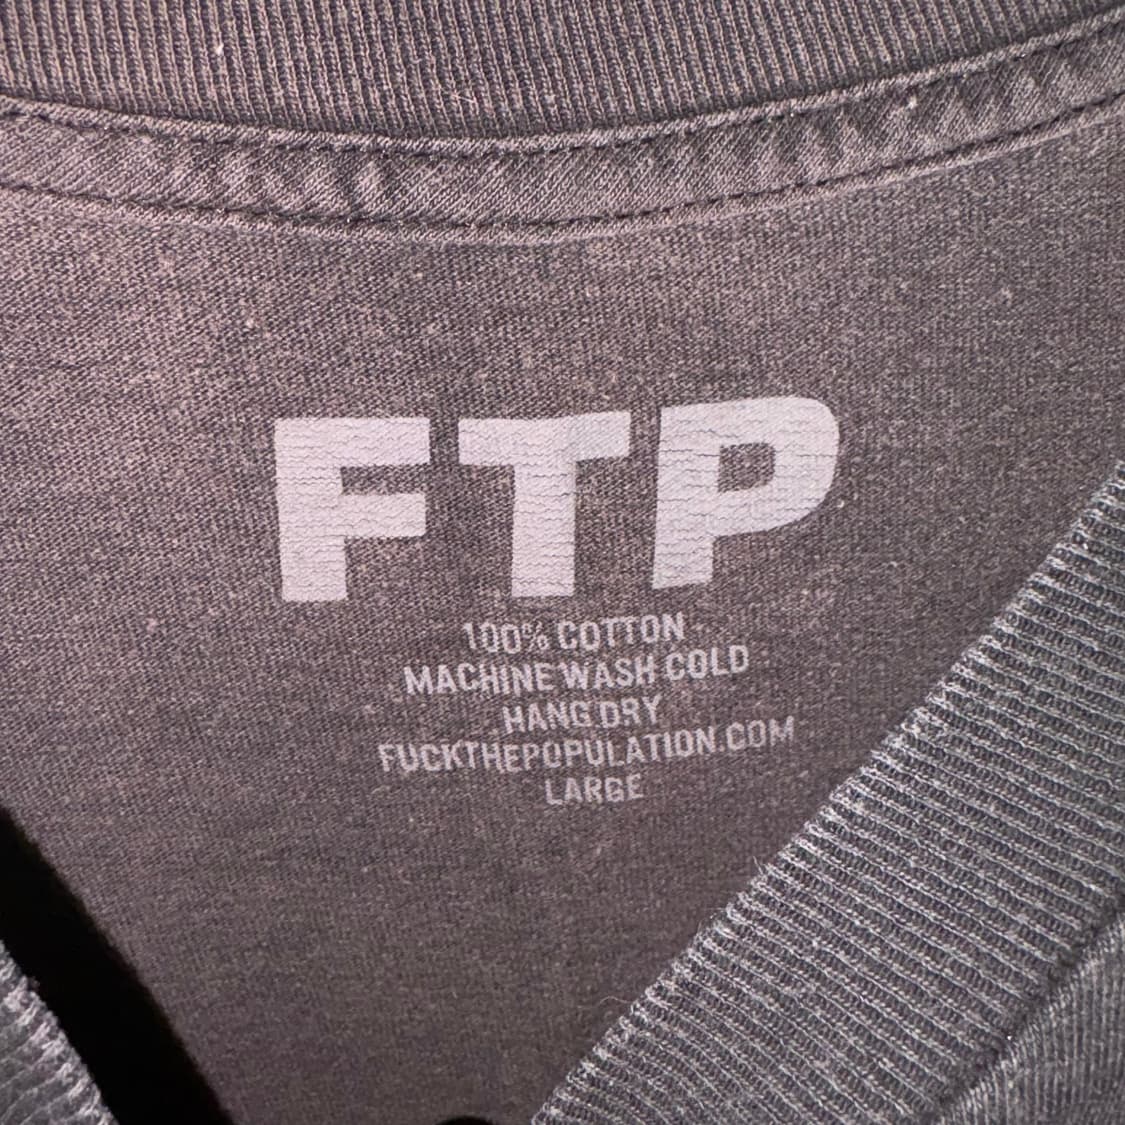 FTP
100% COTTON
MACHINE WASH COLD
HANG DRY
FUCKTHEPOPULATION.COM
LARGE